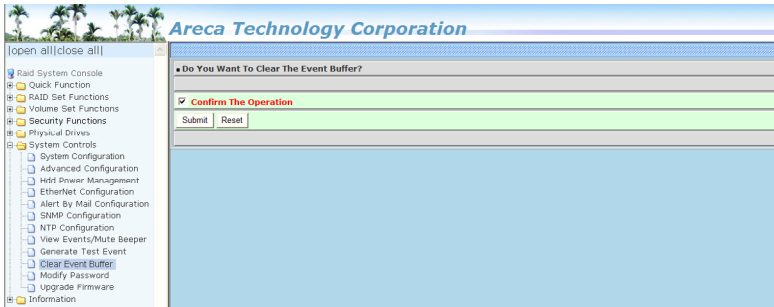 Areca Technology Corporation
|open all|close all|
Raid System Console
Quick Function
RAID Set Functions
Volume Set Functions
Security Functions
Physical Drives
System Controls
System Configuration
Advanced Configuration
Hdd Power Management
EtherNet Configuration
Alert By Mail Configuration
SNMP Configuration
NTP Configuration
View Events/Mute Beeper
Generate Test Event
Clear Event Buffer
Modify Password
Upgrade Firmware
Information
Do You Want To Clear The Event Buffer?
Confirm The Operation
Submit Reset